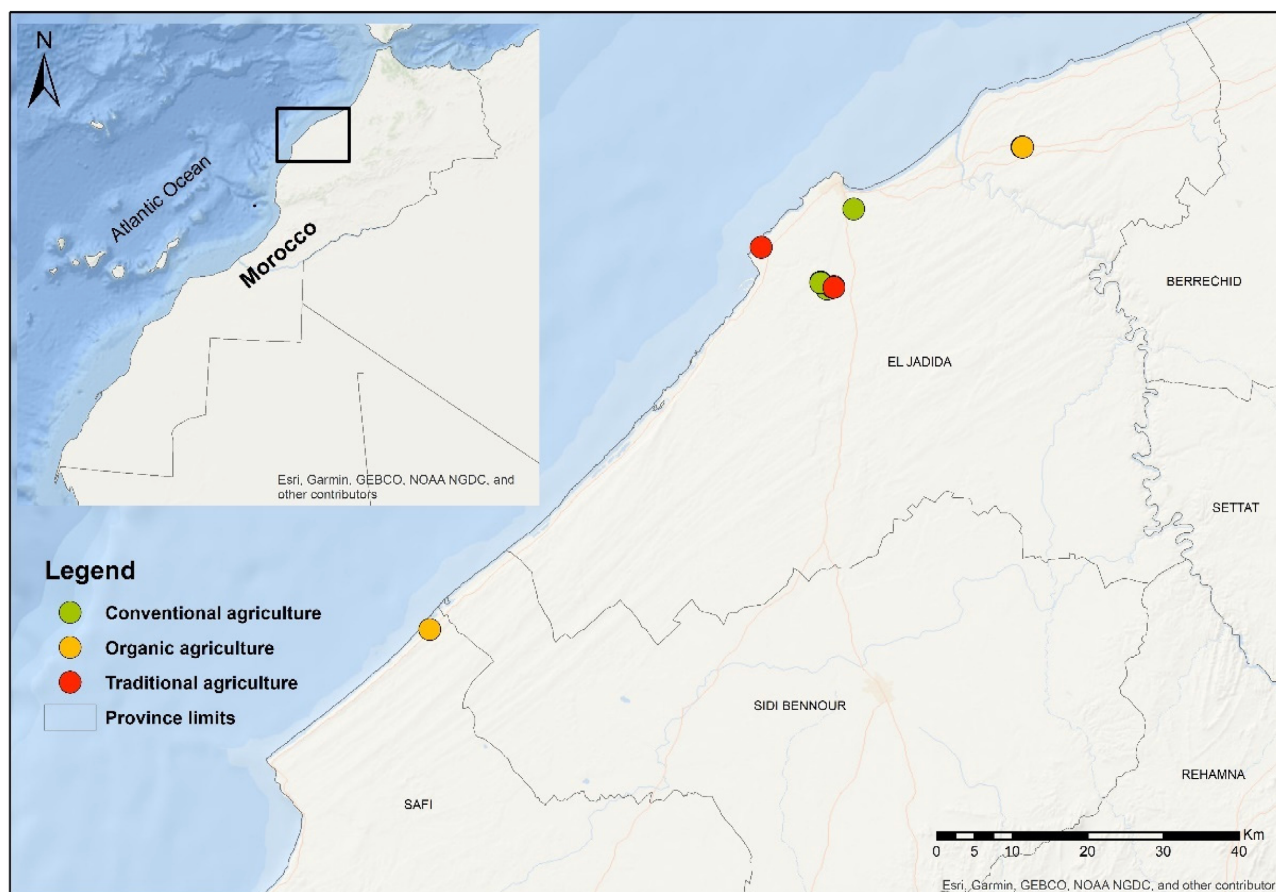 N
Atlantic Ocean
Morocco
Esri, Garmin, GEBCO, NOAA NGDC, and
other contributors
BERRECHID
EL JADIDA
SETTAT
Legend
Conventional agriculture
Organic agriculture
Traditional agriculture
Province limits
SIDI BENNOUR
REHAMNA
SAFI
Km
0 5 10 20 30 40
Esri, Garmin, GEBCO, NOAA NGDC, and other contributor